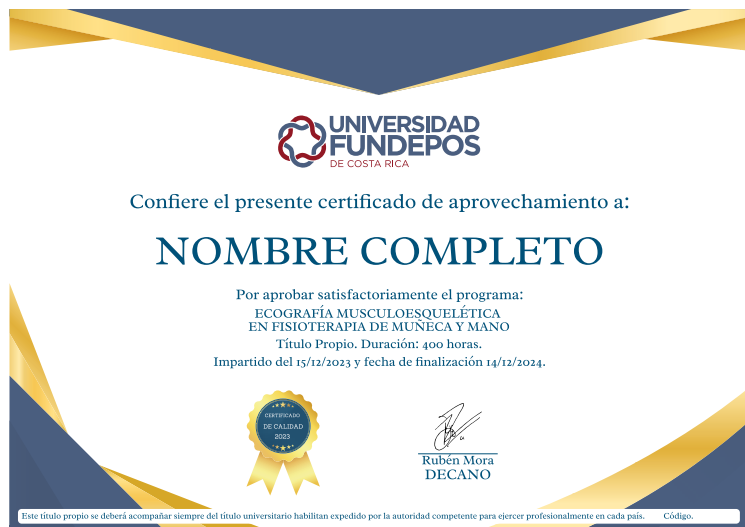 UNIVERSIDAD
FUNDEPOS
DE COSTA RICA
Confiere el presente certificado de aprovechamiento a:
NOMBRE COMPLETO
Por aprobar satisfactoriamente el programa:
ECOGRAFÍA MUSCULOESQUELÉTICA
EN FISIOTERAPIA DE MUÑECA Y MANO
Título Propio. Duración: 400 horas.
Impartido del 15/12/2023 y fecha de finalización 14/12/2024.
CERTIFICADO
DE CALIDAD
2023
Rubén Mora
DECANO
Este título propio se deberá acompañar siempre del título universitario habilitan expedido por la autoridad competente para ejercer profesionalmente en cada país. Código.